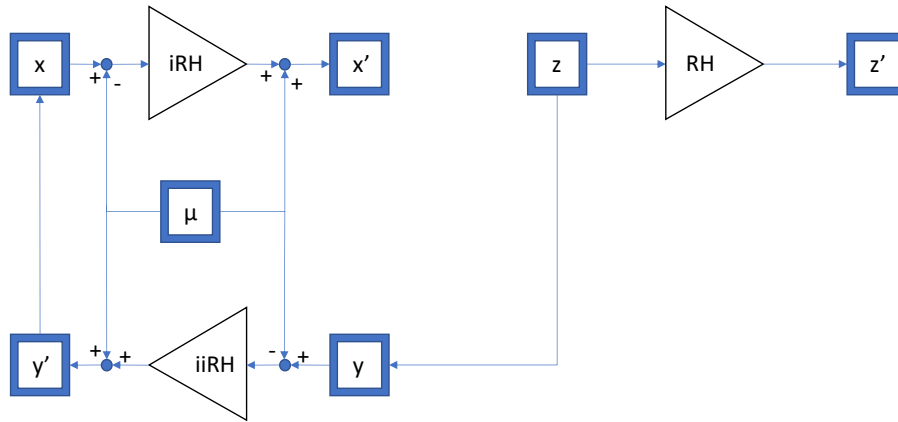 x
iRH
x’
z
RH
z’
+
-
+
+
μ
y’
+
+
iiRH
-
+
y